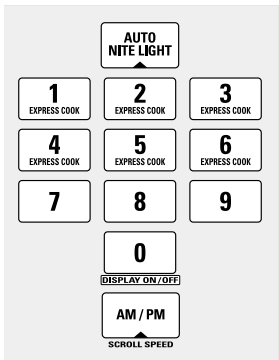 AUTO
NITE LIGHT
1 2 3
EXPRESS COOK EXPRESS COOK EXPRESS COOK
4 5 6
EXPRESS COOK EXPRESS COOK EXPRESS COOK
7 8 9
0
DISPLAY ON/OFF
AM / PM
SCROLL SPEED